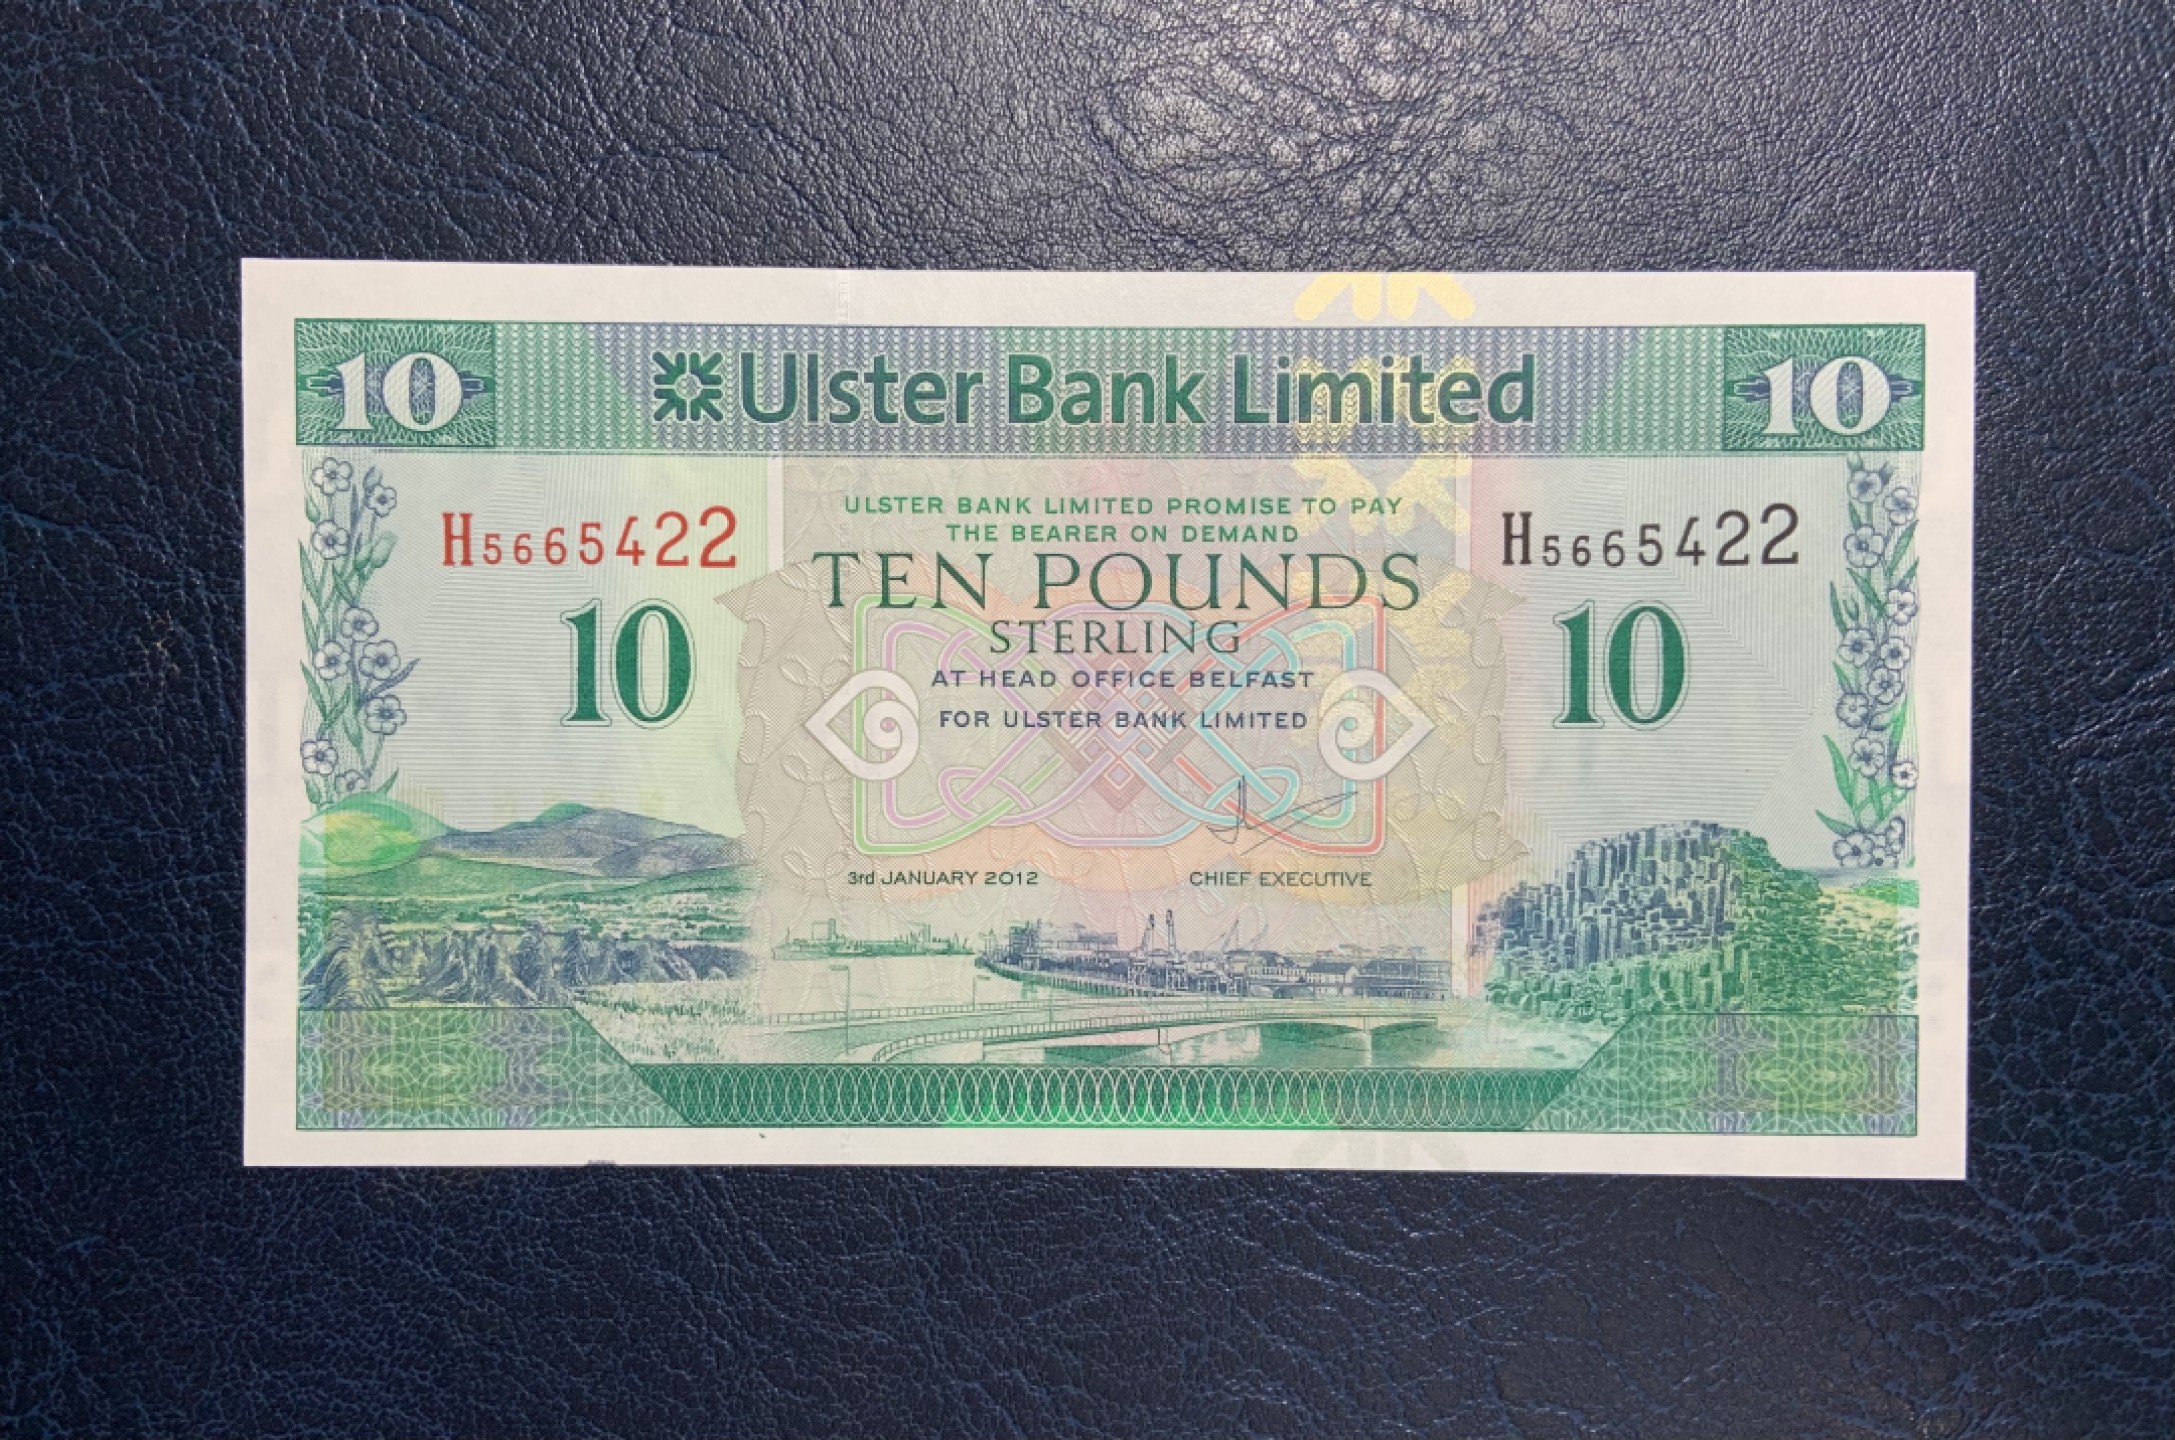 10 Ulster Bank Limited 10
ULSTER BANK LIMITED PROMISE TO PAY
THE BEARER ON DEMAND
H5665422 TEN POUNDS H5665422
STERLING
10 AT HEAD OFFICE BELFAST 10
FOR ULSTER BANK LIMITED
3rd JANUARY 2012 CHIEF EXECUTIVE